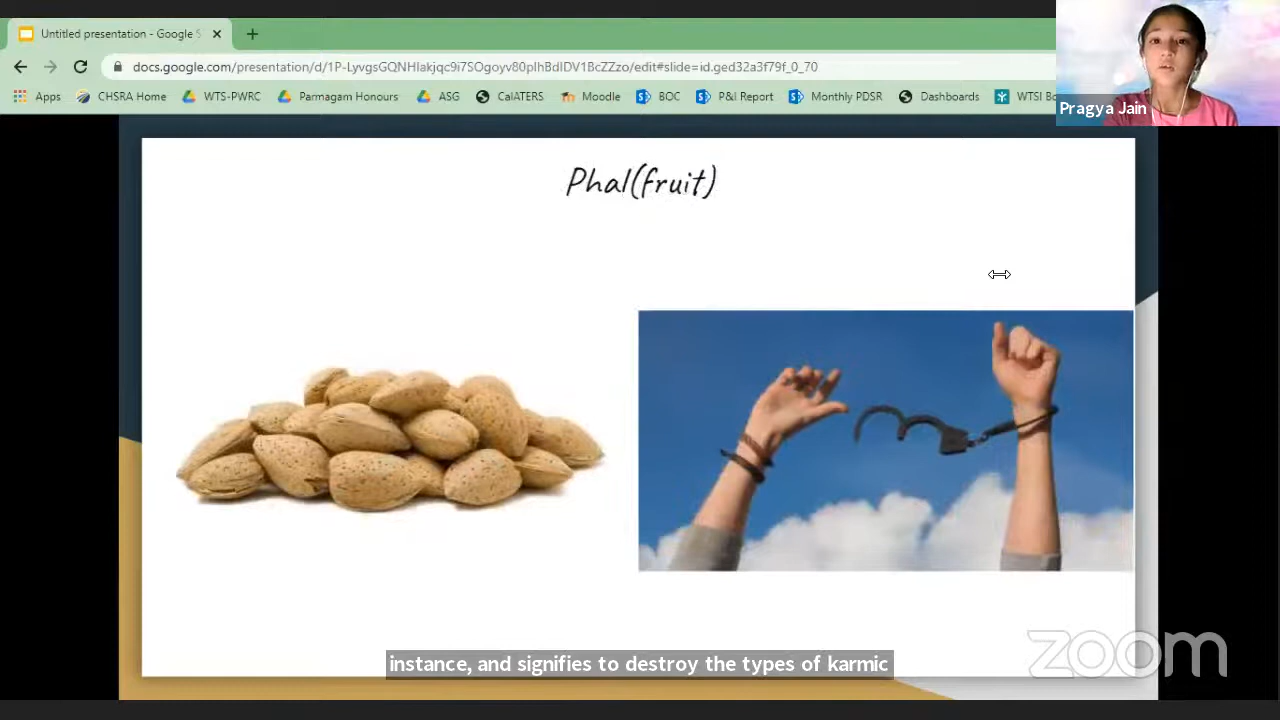 Untitled presentation - Google S
docs.google.com/presentation/d/1P-LyvgsGQNHlakjqc9i7SOgoyv80plhBdIDV1BcZZzo/edit#slide=id.ged32a3f79f_0_70
Apps CHSRA Home WTS-PWRC Parmagam Honours ASG CalATERS Moodle BOC P&I Report Monthly PDSR Dashboards WTSI
Pragya Jain
Phal(fruit)
instance, and signifies to destroy the types of karmic
zoom